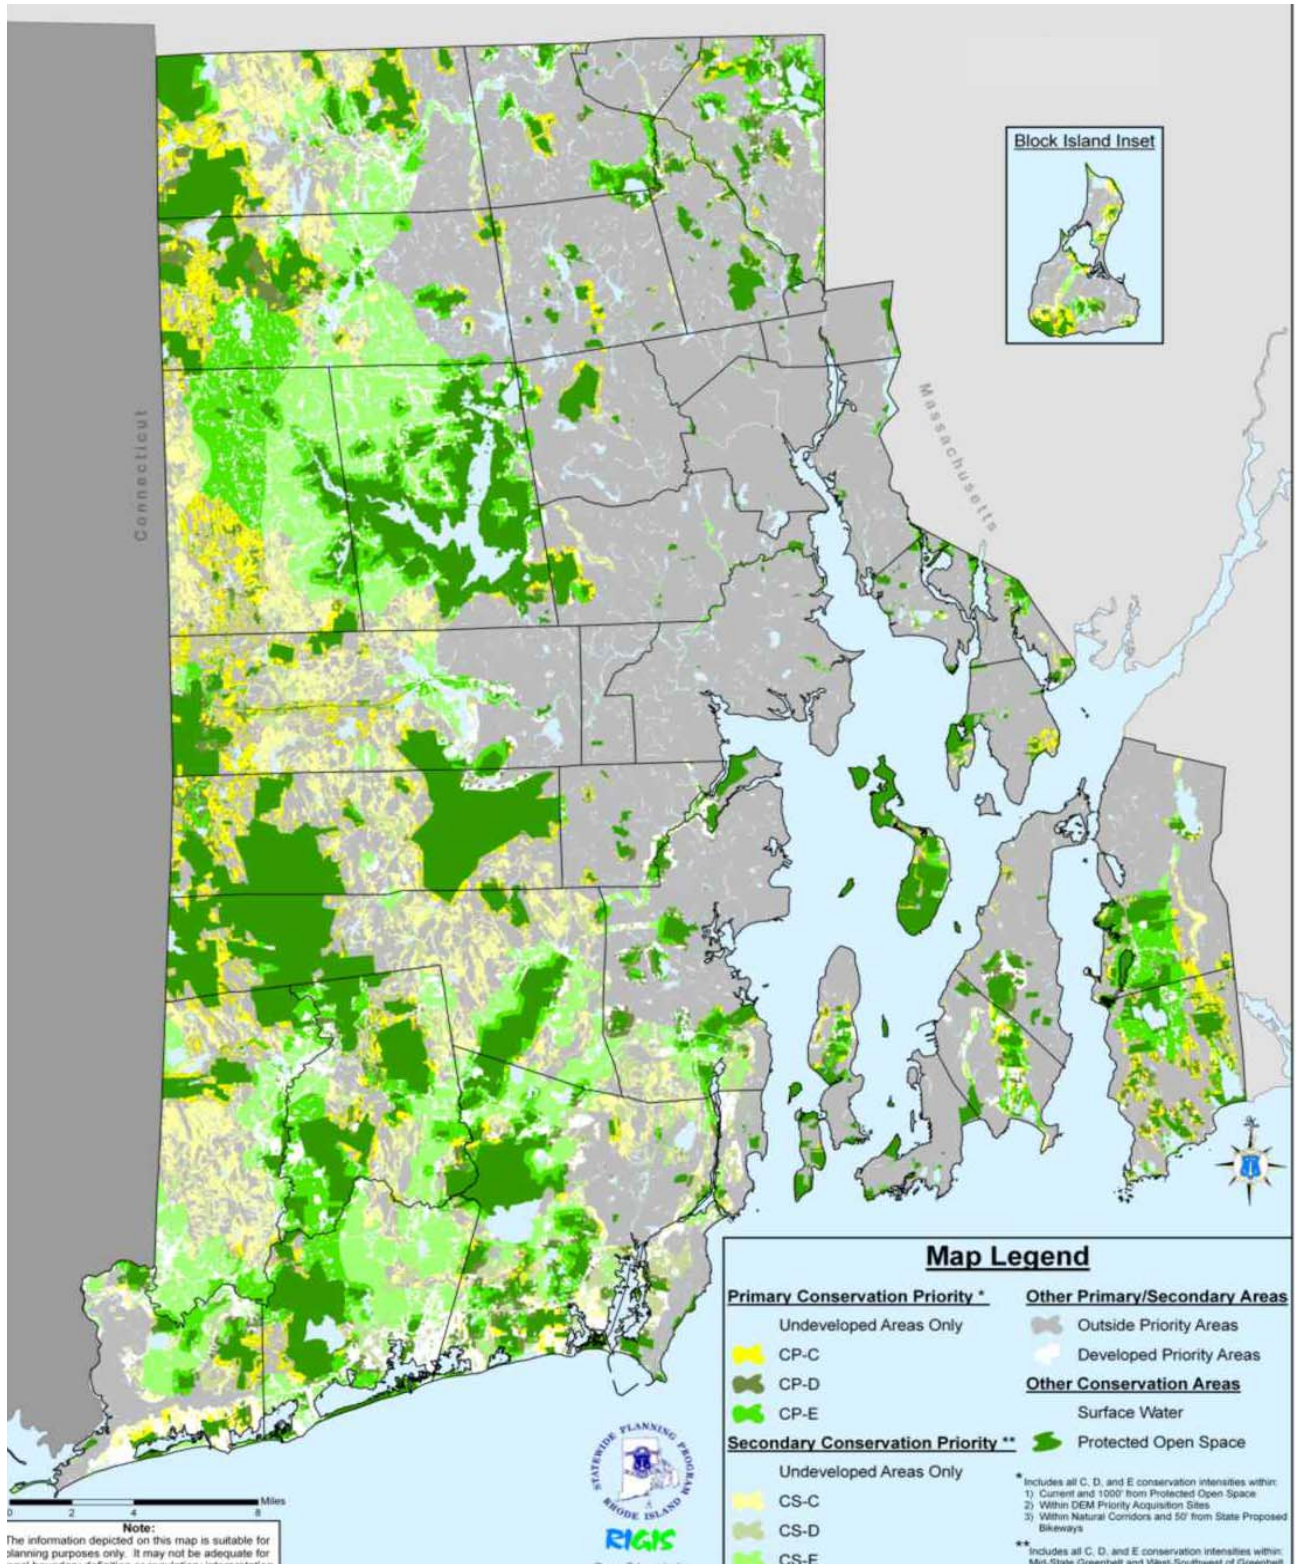 Block Island Inset
Connecticut
Massachusetts
Map Legend
Primary Conservation Priority *
Undeveloped Areas Only
CP-C
CP-D
CP-E
Secondary Conservation Priority **
Undeveloped Areas Only
CS-C
CS-D
CS-E
Other Primary/Secondary Areas
Outside Priority Areas
Developed Priority Areas
Other Conservation Areas
Surface Water
Protected Open Space
* Includes all C, D, and E conservation intensities within:
1) Current and 1000' from Protected Open Space
2) Within DEM Priority Acquisition Sites
3) Within Natural Corridors and 50' from State Proposed
Bikeways
** Includes all C, D, and E conservation intensities within:
STATEWIDE PLANNING PROGRAM
RHODE ISLAND
RIGIS
0 2 4 8 Miles
Note:
The information depicted on this map is suitable for
planning purposes only. It may not be adequate for